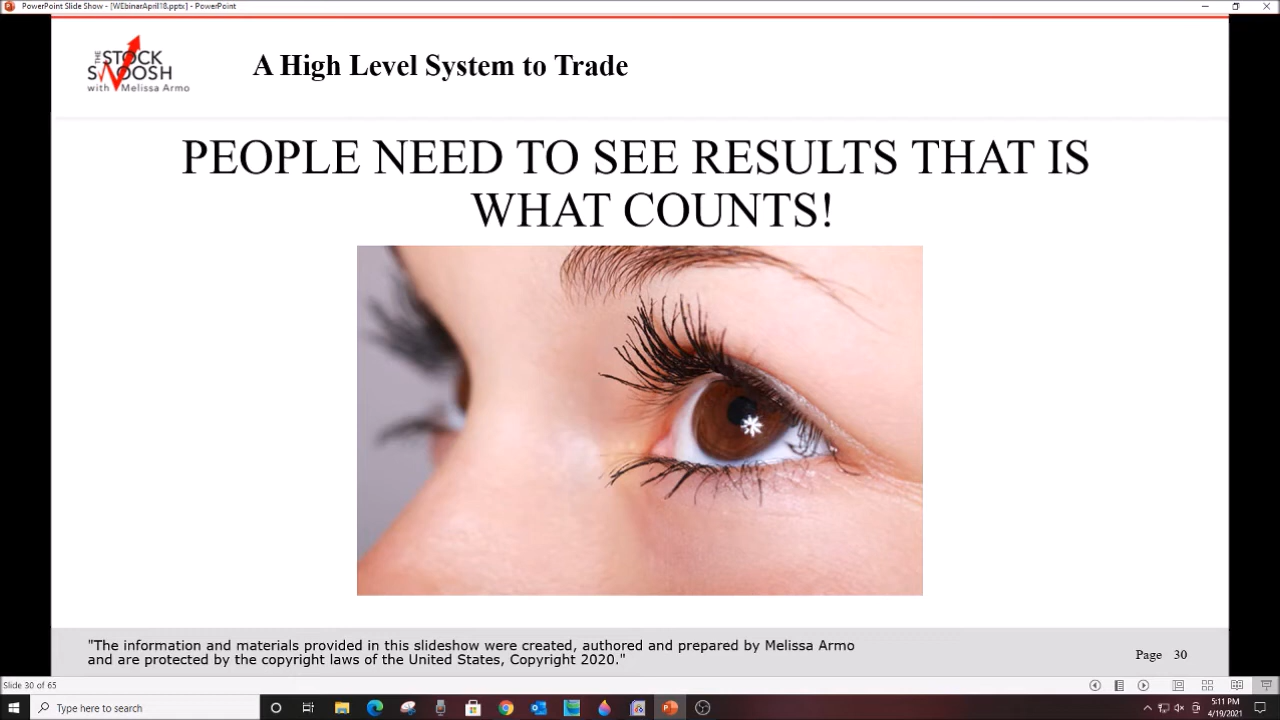 PowerPoint Slide Show - [WEbinarApril18.pptx] - PowerPoint
THE
STOCK
SWOOSH
with Melissa Armo
A High Level System to Trade
PEOPLE NEED TO SEE RESULTS THAT IS
WHAT COUNTS!
"The information and materials provided in this slideshow were created, authored and prepared by Melissa Armo
and are protected by the copyright laws of the United States, Copyright 2020."
Page 30
Slide 30 of 65
Type here to search
5:11 PM
4/19/2021